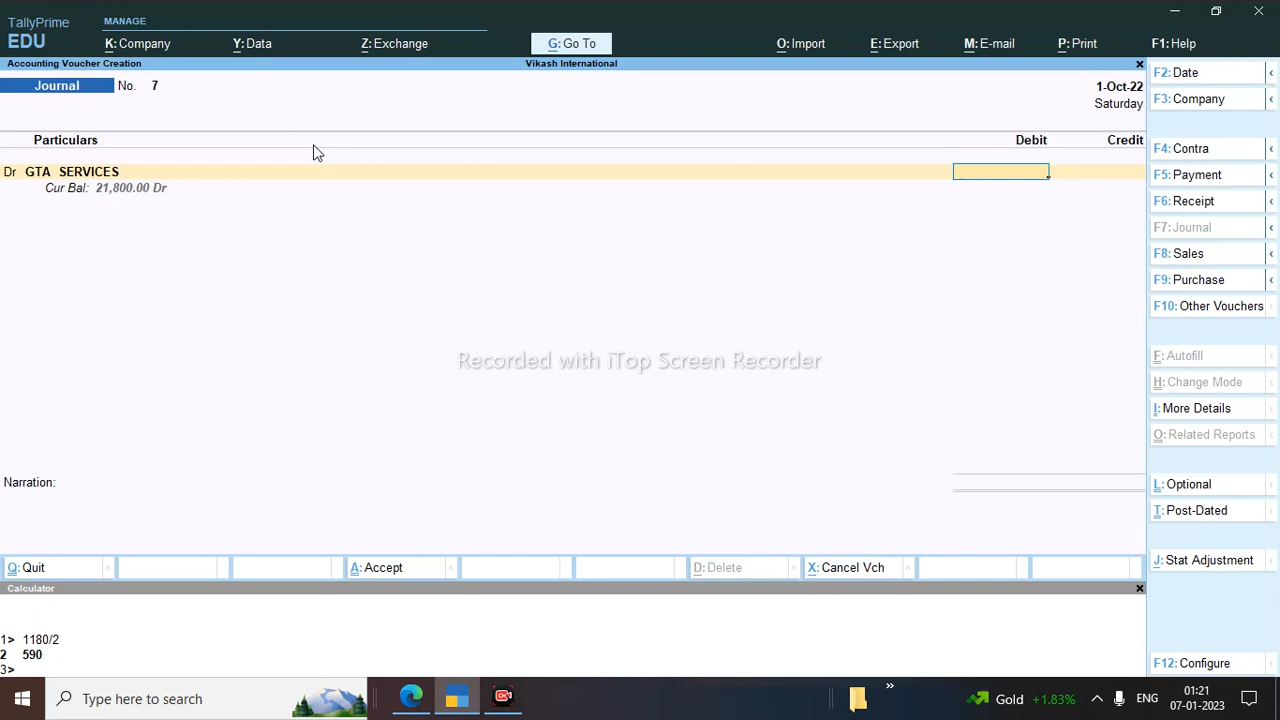 TallyPrime
EDU
MANAGE
K: Company
Y: Data
Z: Exchange
G: Go To
O: Import
E: Export
M: E-mail
P: Print
F1: Help
Accounting Voucher Creation
Vikash International
Journal No. 7
1-Oct-22
Saturday
Particulars Debit Credit
Dr GTA SERVICES
Cur Bal: 21,800.00 Dr
Recorded with iTop Screen Recorder
Narration:
Q: Quit
A: Accept
D: Delete
X: Cancel Vch
F2: Date
F3: Company
F4: Contra
F5: Payment
F6: Receipt
F7: Journal
F8: Sales
F9: Purchase
F10: Other Vouchers
F: Autofill
H: Change Mode
I: More Details
O: Related Reports
L: Optional
T: Post-Dated
J: Stat Adjustment
F12: Configure
Calculator
1> 1180/2
2 590
3>
Type here to search
Gold +1.83%
ENG
01:21
07-01-2023